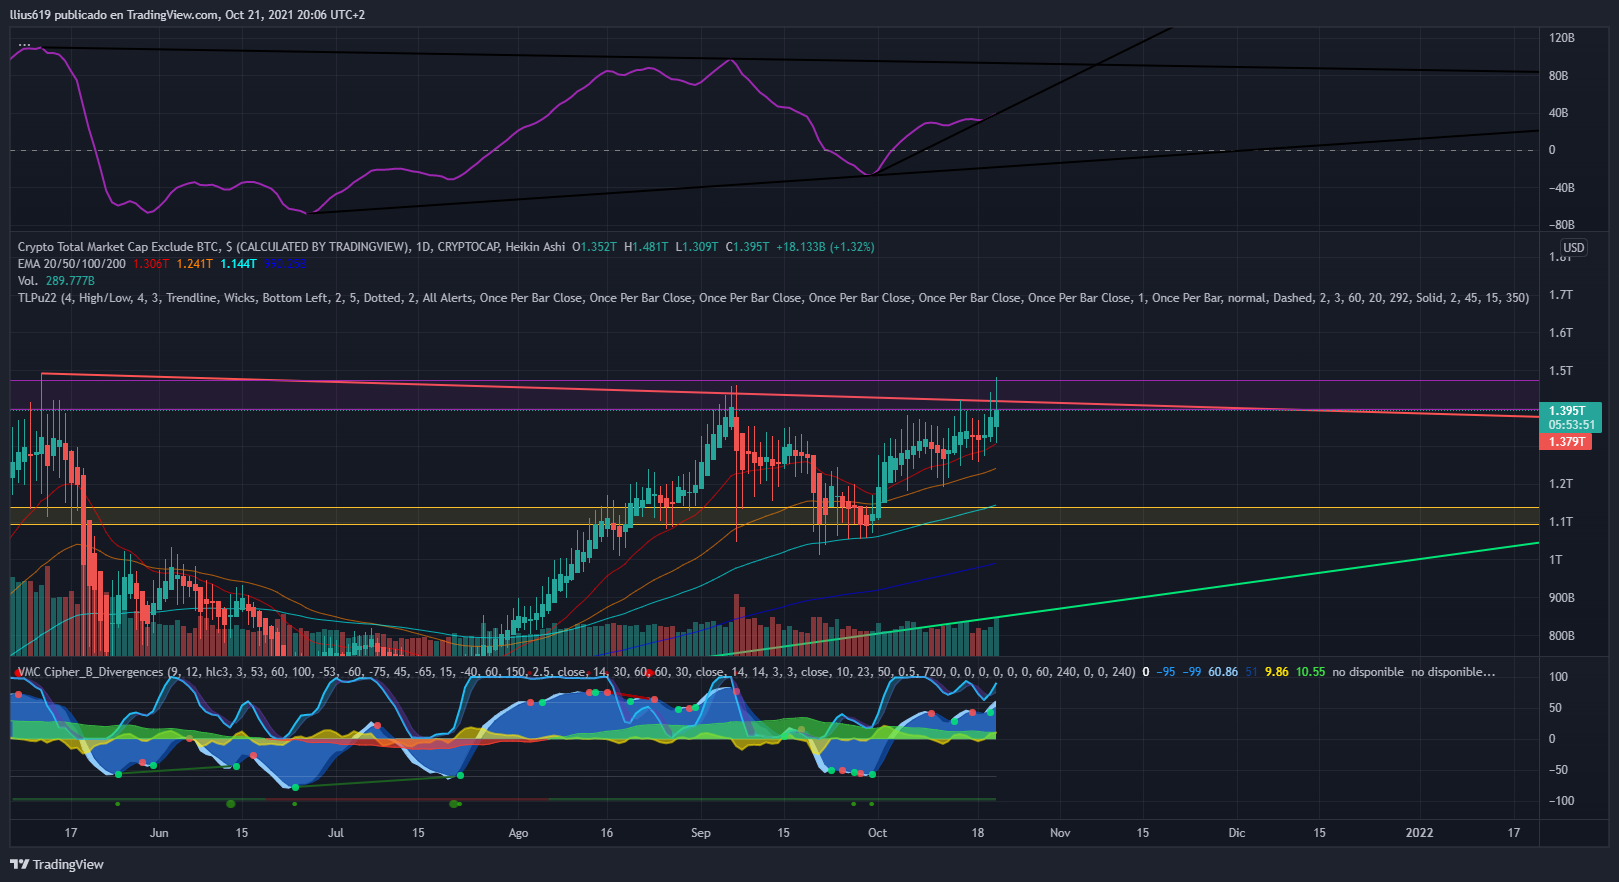 llius619 publicado en TradingView.com, Oct 21, 2021 20:06 UTC+2
120B
80B
40B
0
−40B
−80B
Crypto Total Market Cap Exclude BTC, $ (CALCULATED BY TRADINGVIEW), 1D, CRYPTOCAP, Heikin Ashi O1.352T H1.481T L1.309T C1.395T +18.133B (+1.32%)
USD
EMA 20/50/100/200 1.306T 1.241T 1.144T
1.8T
Vol. 289.777B
TLPu22 (4, High/Low, 4, 3, Trendline, Wicks, Bottom Left, 2, 5, Dotted, 2, All Alerts, Once Per Bar Close, Once Per Bar Close, Once Per Bar Close, Once Per Bar Close, Once Per Bar Close, Once Per Bar Close, 1, Once Per Bar, normal, Dashed, 2, 3, 60, 20, 292, Solid, 2, 45, 15, 350)
1.7T
1.6T
1.5T
1.395T
05:53:51
1.379T
1.2T
1.1T
1T
900B
800B
VMC Cipher_B_Divergences (9, 12, hlc3, 3, 53, 60, 100, -53, -60, -75, 45, -65, 15, -40, 60, 150, -2.5, close, 14, 30, 60, 60, 30, close, 14, 14, 3, 3, close, 10, 23, 50, 0.5, 720, 0, 0, 0, 0, 0, 0, 0, 60, 240, 0, 0, 240) 0 −95 −99 60.86 51 9.86 10.55 no disponible no disponible...
100
50
0
−50
−100
17 Jun 15 Jul 15 Ago 16 Sep 15 Oct 18 Nov 15 Dic 15 2022 17
TradingView